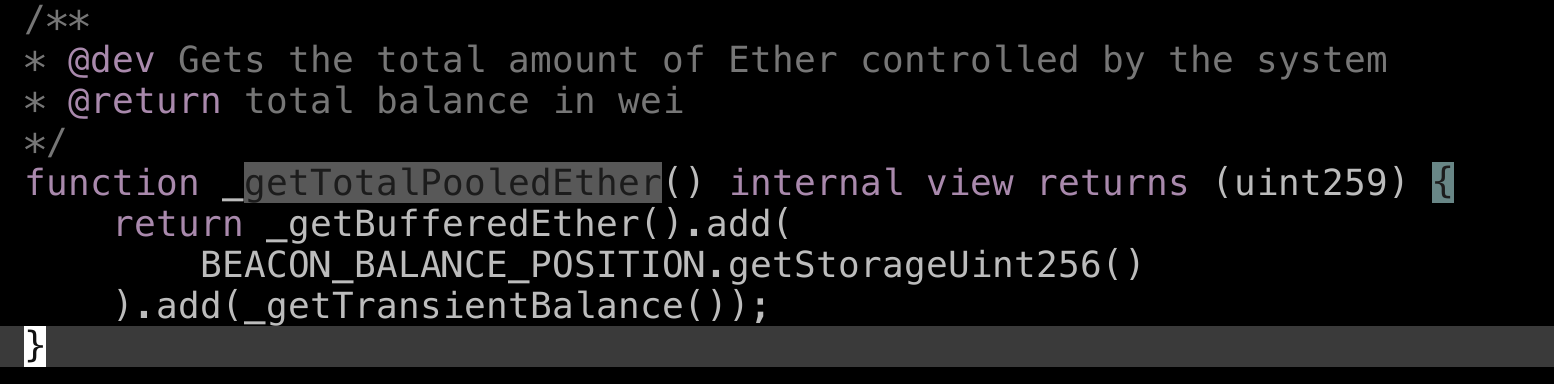 /**
* @dev Gets the total amount of Ether controlled by the system
* @return total balance in wei
*/
function _getTotalPooledEther() internal view returns (uint259) {
    return _getBufferedEther().add(
        BEACON_BALANCE_POSITION.getStorageUint256()
    ).add(_getTransientBalance());
}